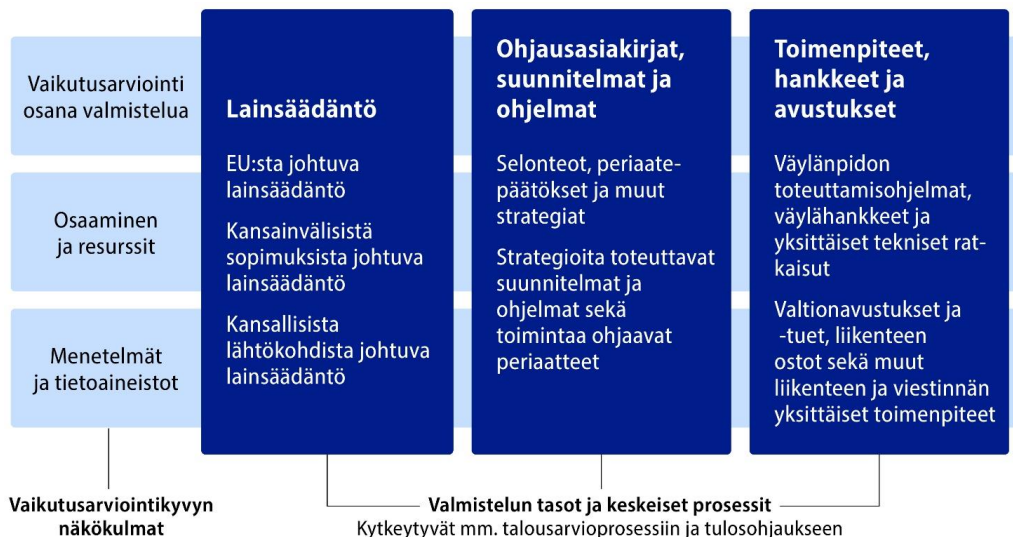 Vaikutusarviointi
osana valmistelua
Osaaminen
ja resurssit
Menetelmät
ja tietoaineistot
Vaikutusarviointikyvyn
näkökulmat
Lainsäädäntö
EU:sta johtuva
lainsäädäntö
Kansainvälisistä
sopimuksista johtuva
lainsäädäntö
Kansallisista
lähtökohdista johtuva
lainsäädäntö
Ohjausasiakirjat,
suunnitelmat ja
ohjelmat
Selonteot, periaate-
päätökset ja muut
strategiat
Strategioita toteuttavat
suunnitelmat ja
ohjelmat sekä
toimintaa ohjaavat
periaatteet
Toimenpiteet,
hankkeet ja
avustukset
Väylänpidon
toteuttamisohjelmat,
väylähankkeet ja
yksittäiset tekniset rat-
kaisut
Valtionavustukset ja
-tuet, liikenteen
ostot sekä muut
liikenteen ja viestinnän
yksittäiset toimenpiteet
Valmistelun tasot ja keskeiset prosessit
Kytkeytyvät mm. talousarvioprosessiin ja tulosohjaukseen